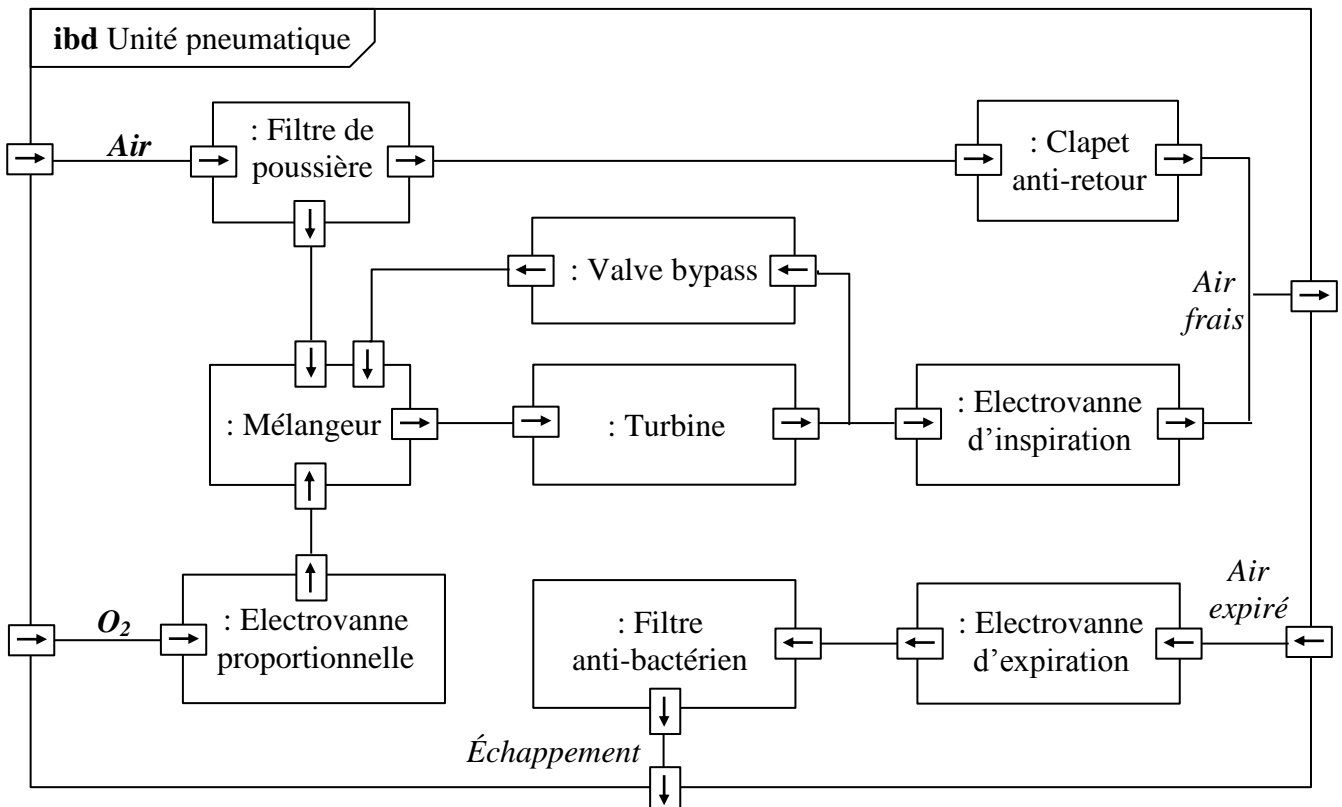 ibd Unité pneumatique
Air
: Filtre de
poussière
: Clapet
anti-retour
: Valve bypass
Air
frais
: Mélangeur
: Turbine
: Electrovanne
d’inspiration
O2
: Electrovanne
proportionnelle
: Filtre
anti-bactérien
: Electrovanne
d’expiration
Air
expiré
Échappement